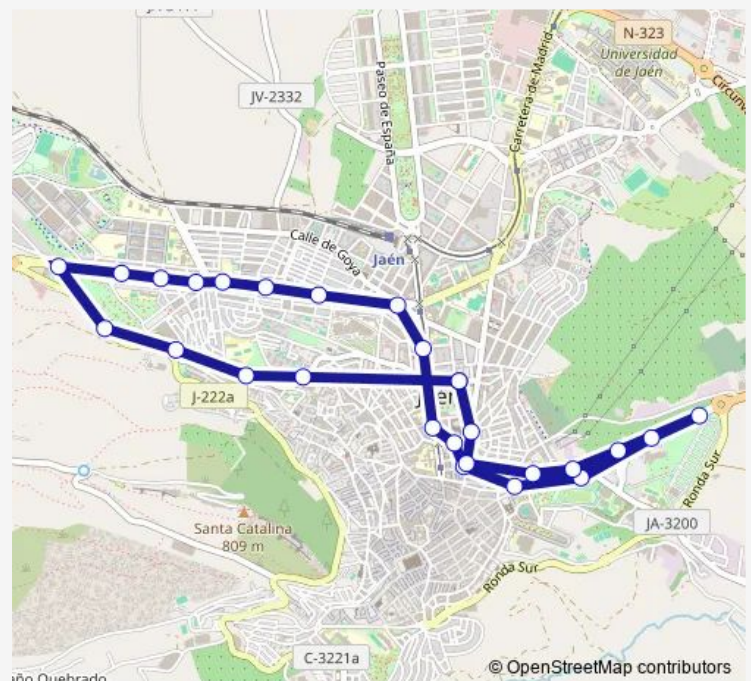 N-323
Universidad
de Jaén
JV-2332
Paseo de España
Carretera de Madrid
Calle de Goya
Jaén
J-222a
Santa Catalina
809 m
Ronda Sur
JA-3200
Ronda Sur
C-3221a
© OpenStreetMap contributors